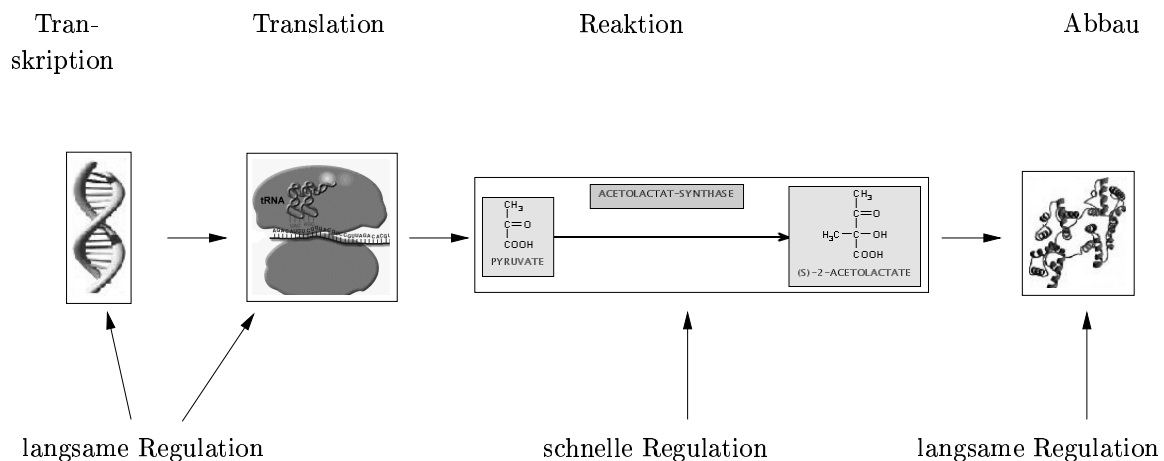 Tran-
skription
Translation
Reaktion
Abbau
tRNA
ACETOLACTAT-SYNTHASE
CH₃
C=O
COOH
PYRUVATE
CH₃
C=O
H₃C-C-OH
COOH
(S)-2-ACETOLACTATE
langsame Regulation
schnelle Regulation
langsame Regulation